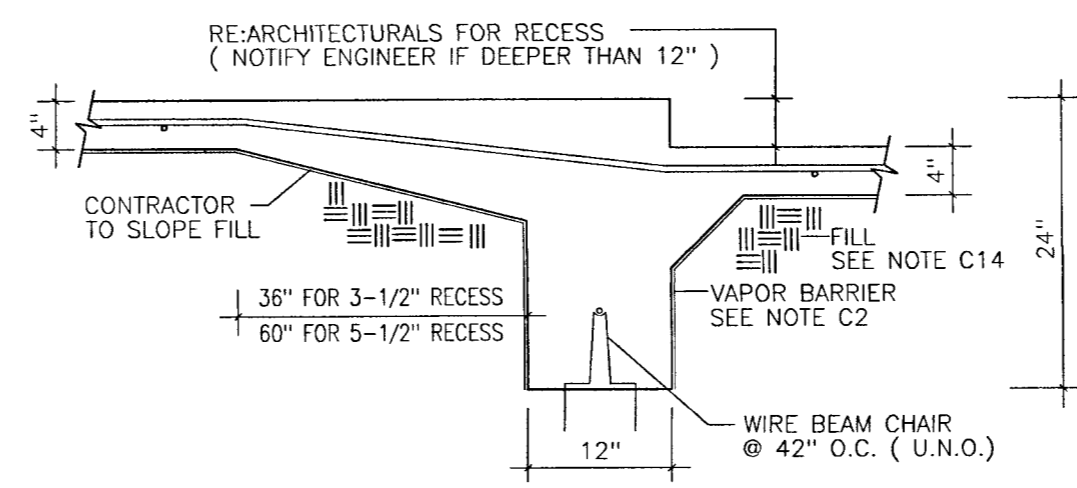 RE:ARCHITECTURALS FOR RECESS
( NOTIFY ENGINEER IF DEEPER THAN 12" )
4"
4"
CONTRACTOR
TO SLOPE FILL
FILL
SEE NOTE C14
24"
36" FOR 3-1/2" RECESS
60" FOR 5-1/2" RECESS
VAPOR BARRIER
SEE NOTE C2
WIRE BEAM CHAIR
@ 42" O.C. ( U.N.O.)
12"